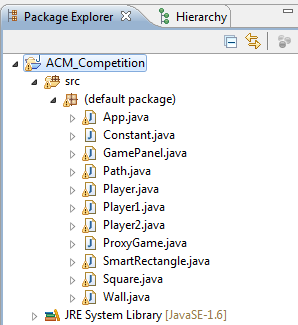 Package Explorer Hierarchy
ACM_Competition
src
(default package)
App.java
Constant.java
GamePanel.java
Path.java
Player.java
Player1.java
Player2.java
ProxyGame.java
SmartRectangle.java
Square.java
Wall.java
JRE System Library [JavaSE-1.6]